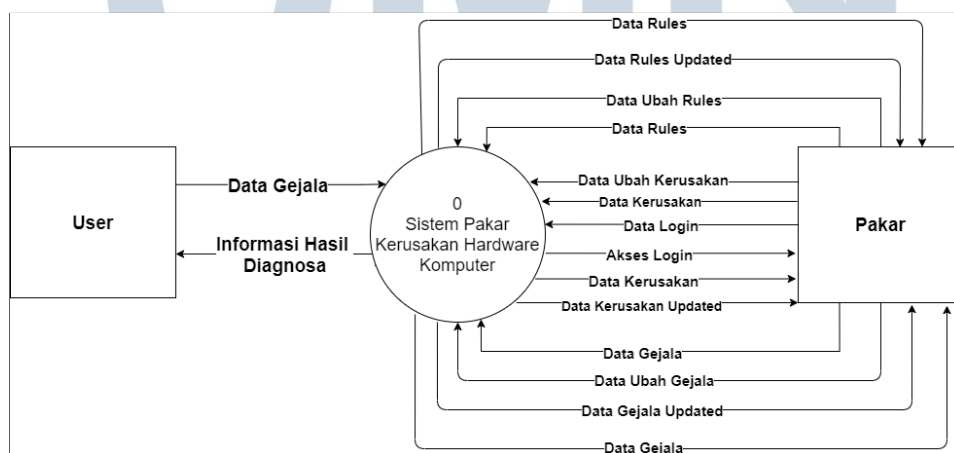 Data Rules
Data Rules Updated
Data Ubah Rules
Data Rules
User
Data Gejala
Informasi Hasil
Diagnosa
0
Sistem Pakar
Kerusakan Hardware
Komputer
Data Ubah Kerusakan
Data Kerusakan
Data Login
Akses Login
Data Kerusakan
Data Kerusakan Updated
Pakar
Data Gejala
Data Ubah Gejala
Data Gejala Updated
Data Gejala